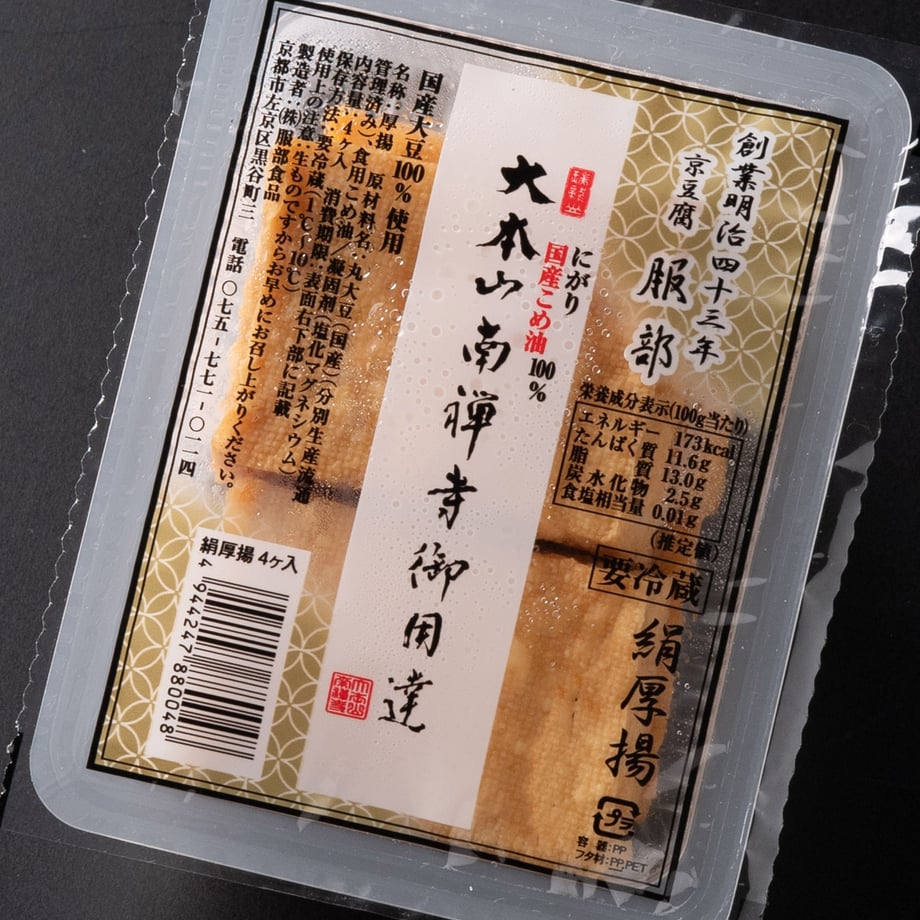 創業明治四十三年
京豆腐
服部
にがり
国産こめ油100%
大本山南禅寺御用達
国産大豆100%使用
名称:厚揚 原材料名:丸大豆(国産)(分別生産流通
管理済み)、食用こめ油/凝固剤(塩化マグネシウム)
内容量:4ヶ入 消費期限:表面右下部に記載
保存方法:要冷蔵(1℃~10℃)
使用上の注意:生ものですからお早めにお召し上がりください。
製造者:(株)服部食品
京都市左京区黒谷町三 電話 〇七五-七七一-〇一二四
栄養成分表示(100g当たり)
エネルギー 173kcal
たんぱく質 11.6g
脂質 13.0g
炭水化物 2.5g
食塩相当量 0.01g
(推定値)
要冷蔵
絹厚揚
プラ
容器:PP
フタ材:PP,PET
絹厚揚 4ヶ入
4944247880048